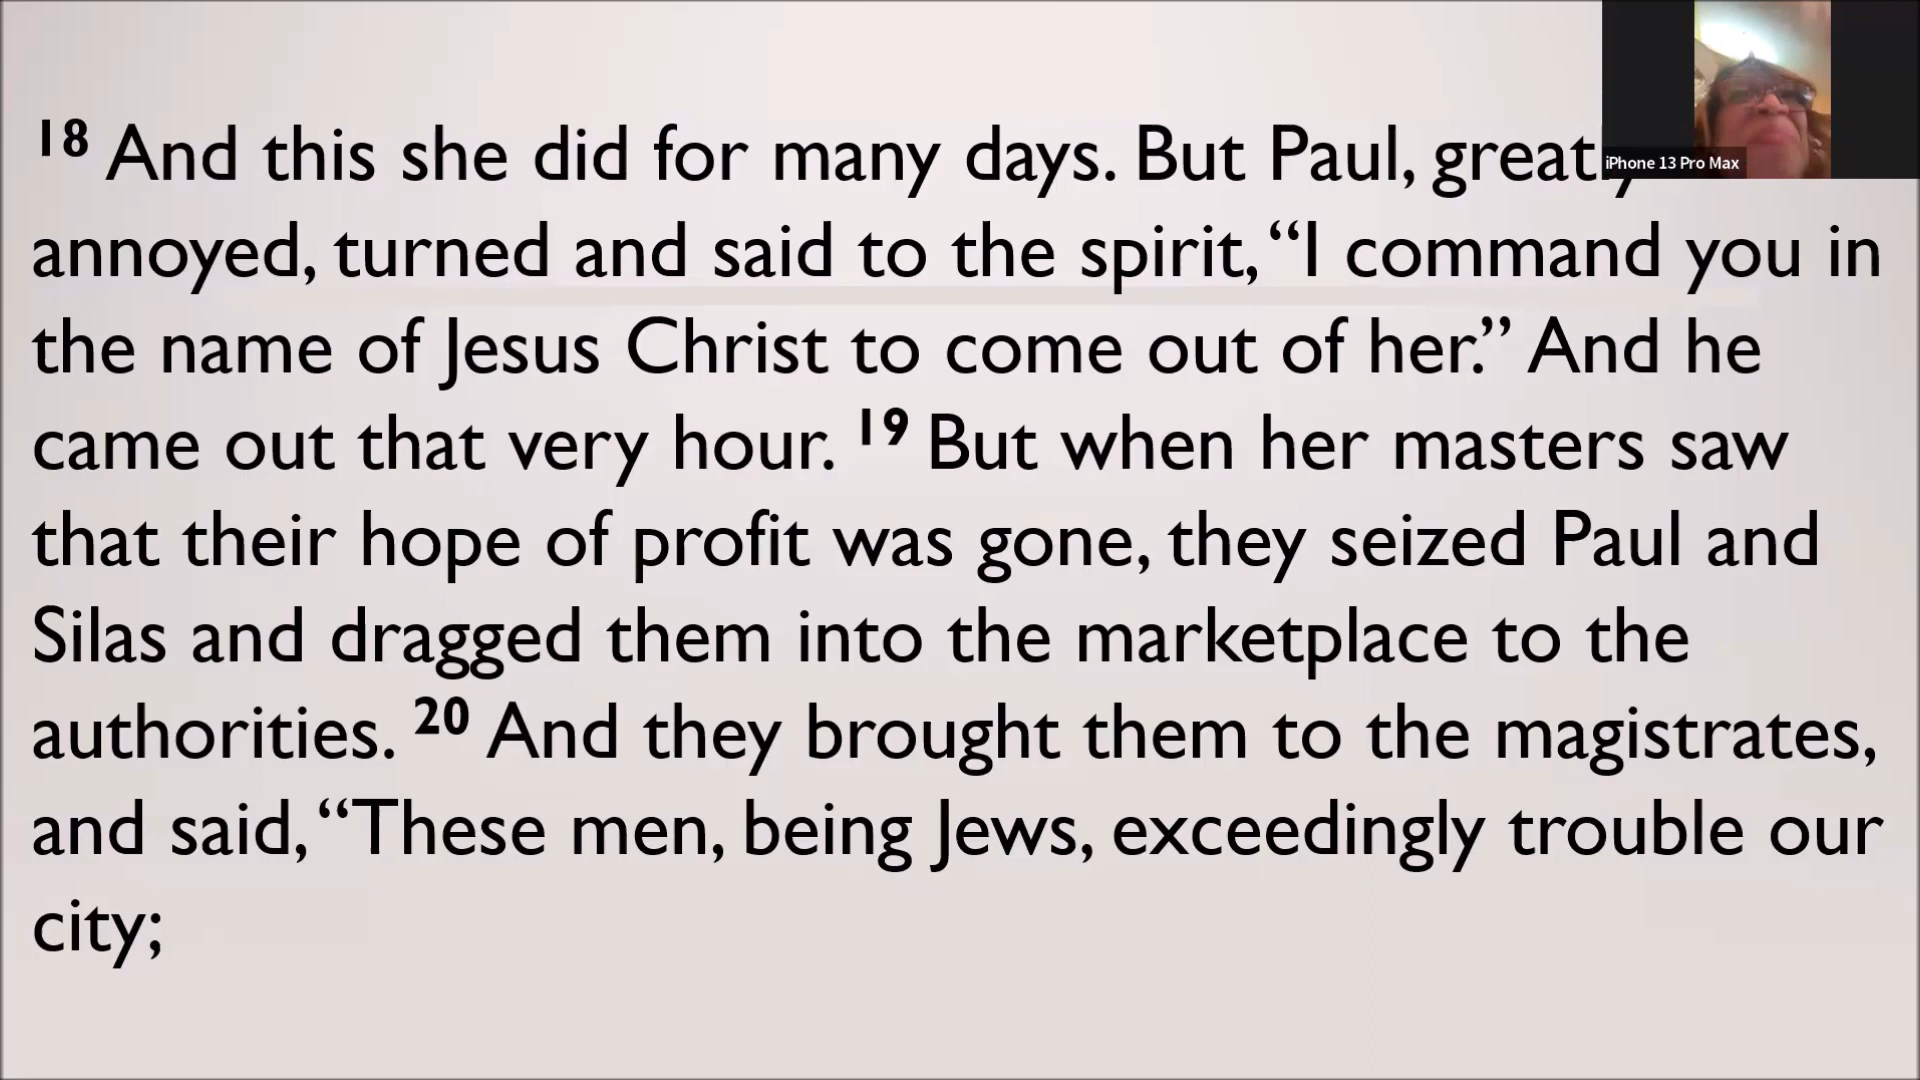 18 And this she did for many days. But Paul,
iPhone 13 Pro Max
annoyed, turned and said to the spirit, “I command you in
the name of Jesus Christ to come out of her.” And he
came out that very hour. 19 But when her masters saw
that their hope of profit was gone, they seized Paul and
Silas and dragged them into the marketplace to the
authorities. 20 And they brought them to the magistrates,
and said, “These men, being Jews, exceedingly trouble our
city;